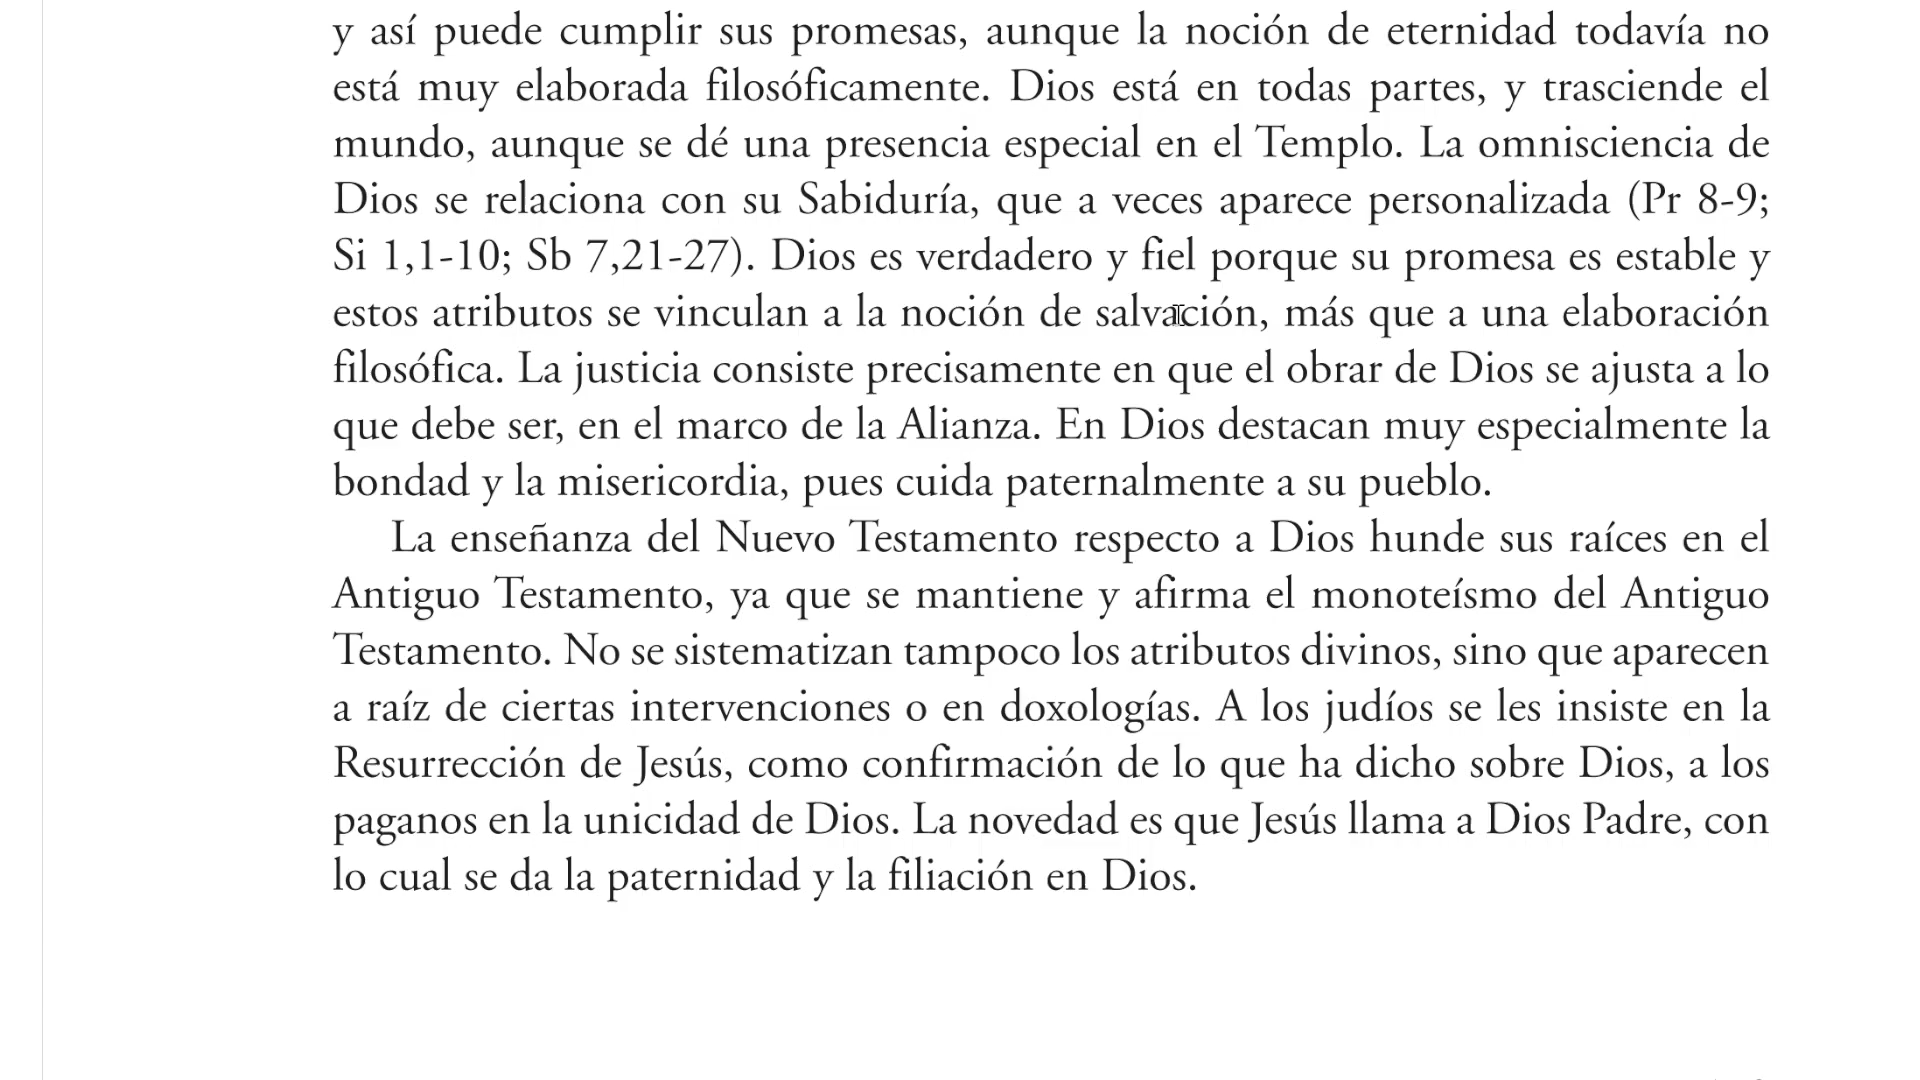 y así puede cumplir sus promesas, aunque la noción de eternidad todavía no
está muy elaborada filosóficamente. Dios está en todas partes, y trasciende el
mundo, aunque se dé una presencia especial en el Templo. La omnisciencia de
Dios se relaciona con su Sabiduría, que a veces aparece personalizada (Pr 8-9;
Si 1,1-10; Sb 7,21-27). Dios es verdadero y fiel porque su promesa es estable y
estos atributos se vinculan a la noción de salvación, más que a una elaboración
filosófica. La justicia consiste precisamente en que el obrar de Dios se ajusta a lo
que debe ser, en el marco de la Alianza. En Dios destacan muy especialmente la
bondad y la misericordia, pues cuida paternalmente a su pueblo.
La enseñanza del Nuevo Testamento respecto a Dios hunde sus raíces en el
Antiguo Testamento, ya que se mantiene y afirma el monoteísmo del Antiguo
Testamento. No se sistematizan tampoco los atributos divinos, sino que aparecen
a raíz de ciertas intervenciones o en doxologías. A los judíos se les insiste en la
Resurrección de Jesús, como confirmación de lo que ha dicho sobre Dios, a los
paganos en la unicidad de Dios. La novedad es que Jesús llama a Dios Padre, con
lo cual se da la paternidad y la filiación en Dios.